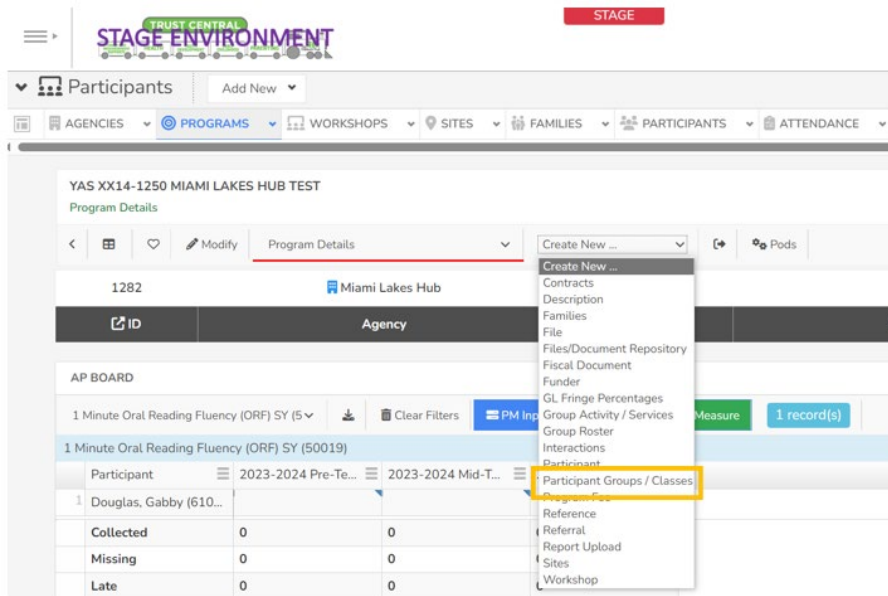 TRUST CENTRAL
STAGE ENVIRONMENT
STAGE
Participants
Add New
AGENCIES
PROGRAMS
WORKSHOPS
SITES
FAMILIES
PARTICIPANTS
ATTENDANCE
YAS XX14-1250 MIAMI LAKES HUB TEST
Program Details
Modify
Program Details
Create New ...
Pods
1282
Miami Lakes Hub
ID
Agency
Create New ...
Contracts
Description
Families
File
Files/Document Repository
Fiscal Document
Funder
GL Fringe Percentages
Group Activity / Services
Group Roster
Interactions
Participant
Participant Groups / Classes
Program Fee
Reference
Referral
Report Upload
Sites
Workshop
AP BOARD
1 Minute Oral Reading Fluency (ORF) SY (5
Clear Filters
PM Inp
Measure
1 record(s)
1 Minute Oral Reading Fluency (ORF) SY (50019)
Participant
2023-2024 Pre-Te...
2023-2024 Mid-T...
1
Douglas, Gabby (610...
Collected 0 0
Missing 0 0
Late 0 0